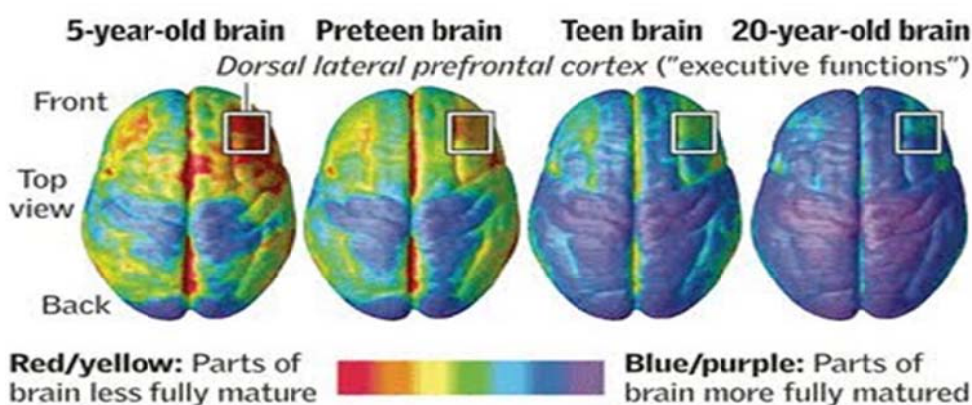 5-year-old brain Preteen brain Teen brain 20-year-old brain
Dorsal lateral prefrontal cortex ("executive functions")
Front
Top
view
Back
Red/yellow: Parts of
brain less fully mature
Blue/purple: Parts of
brain more fully matured